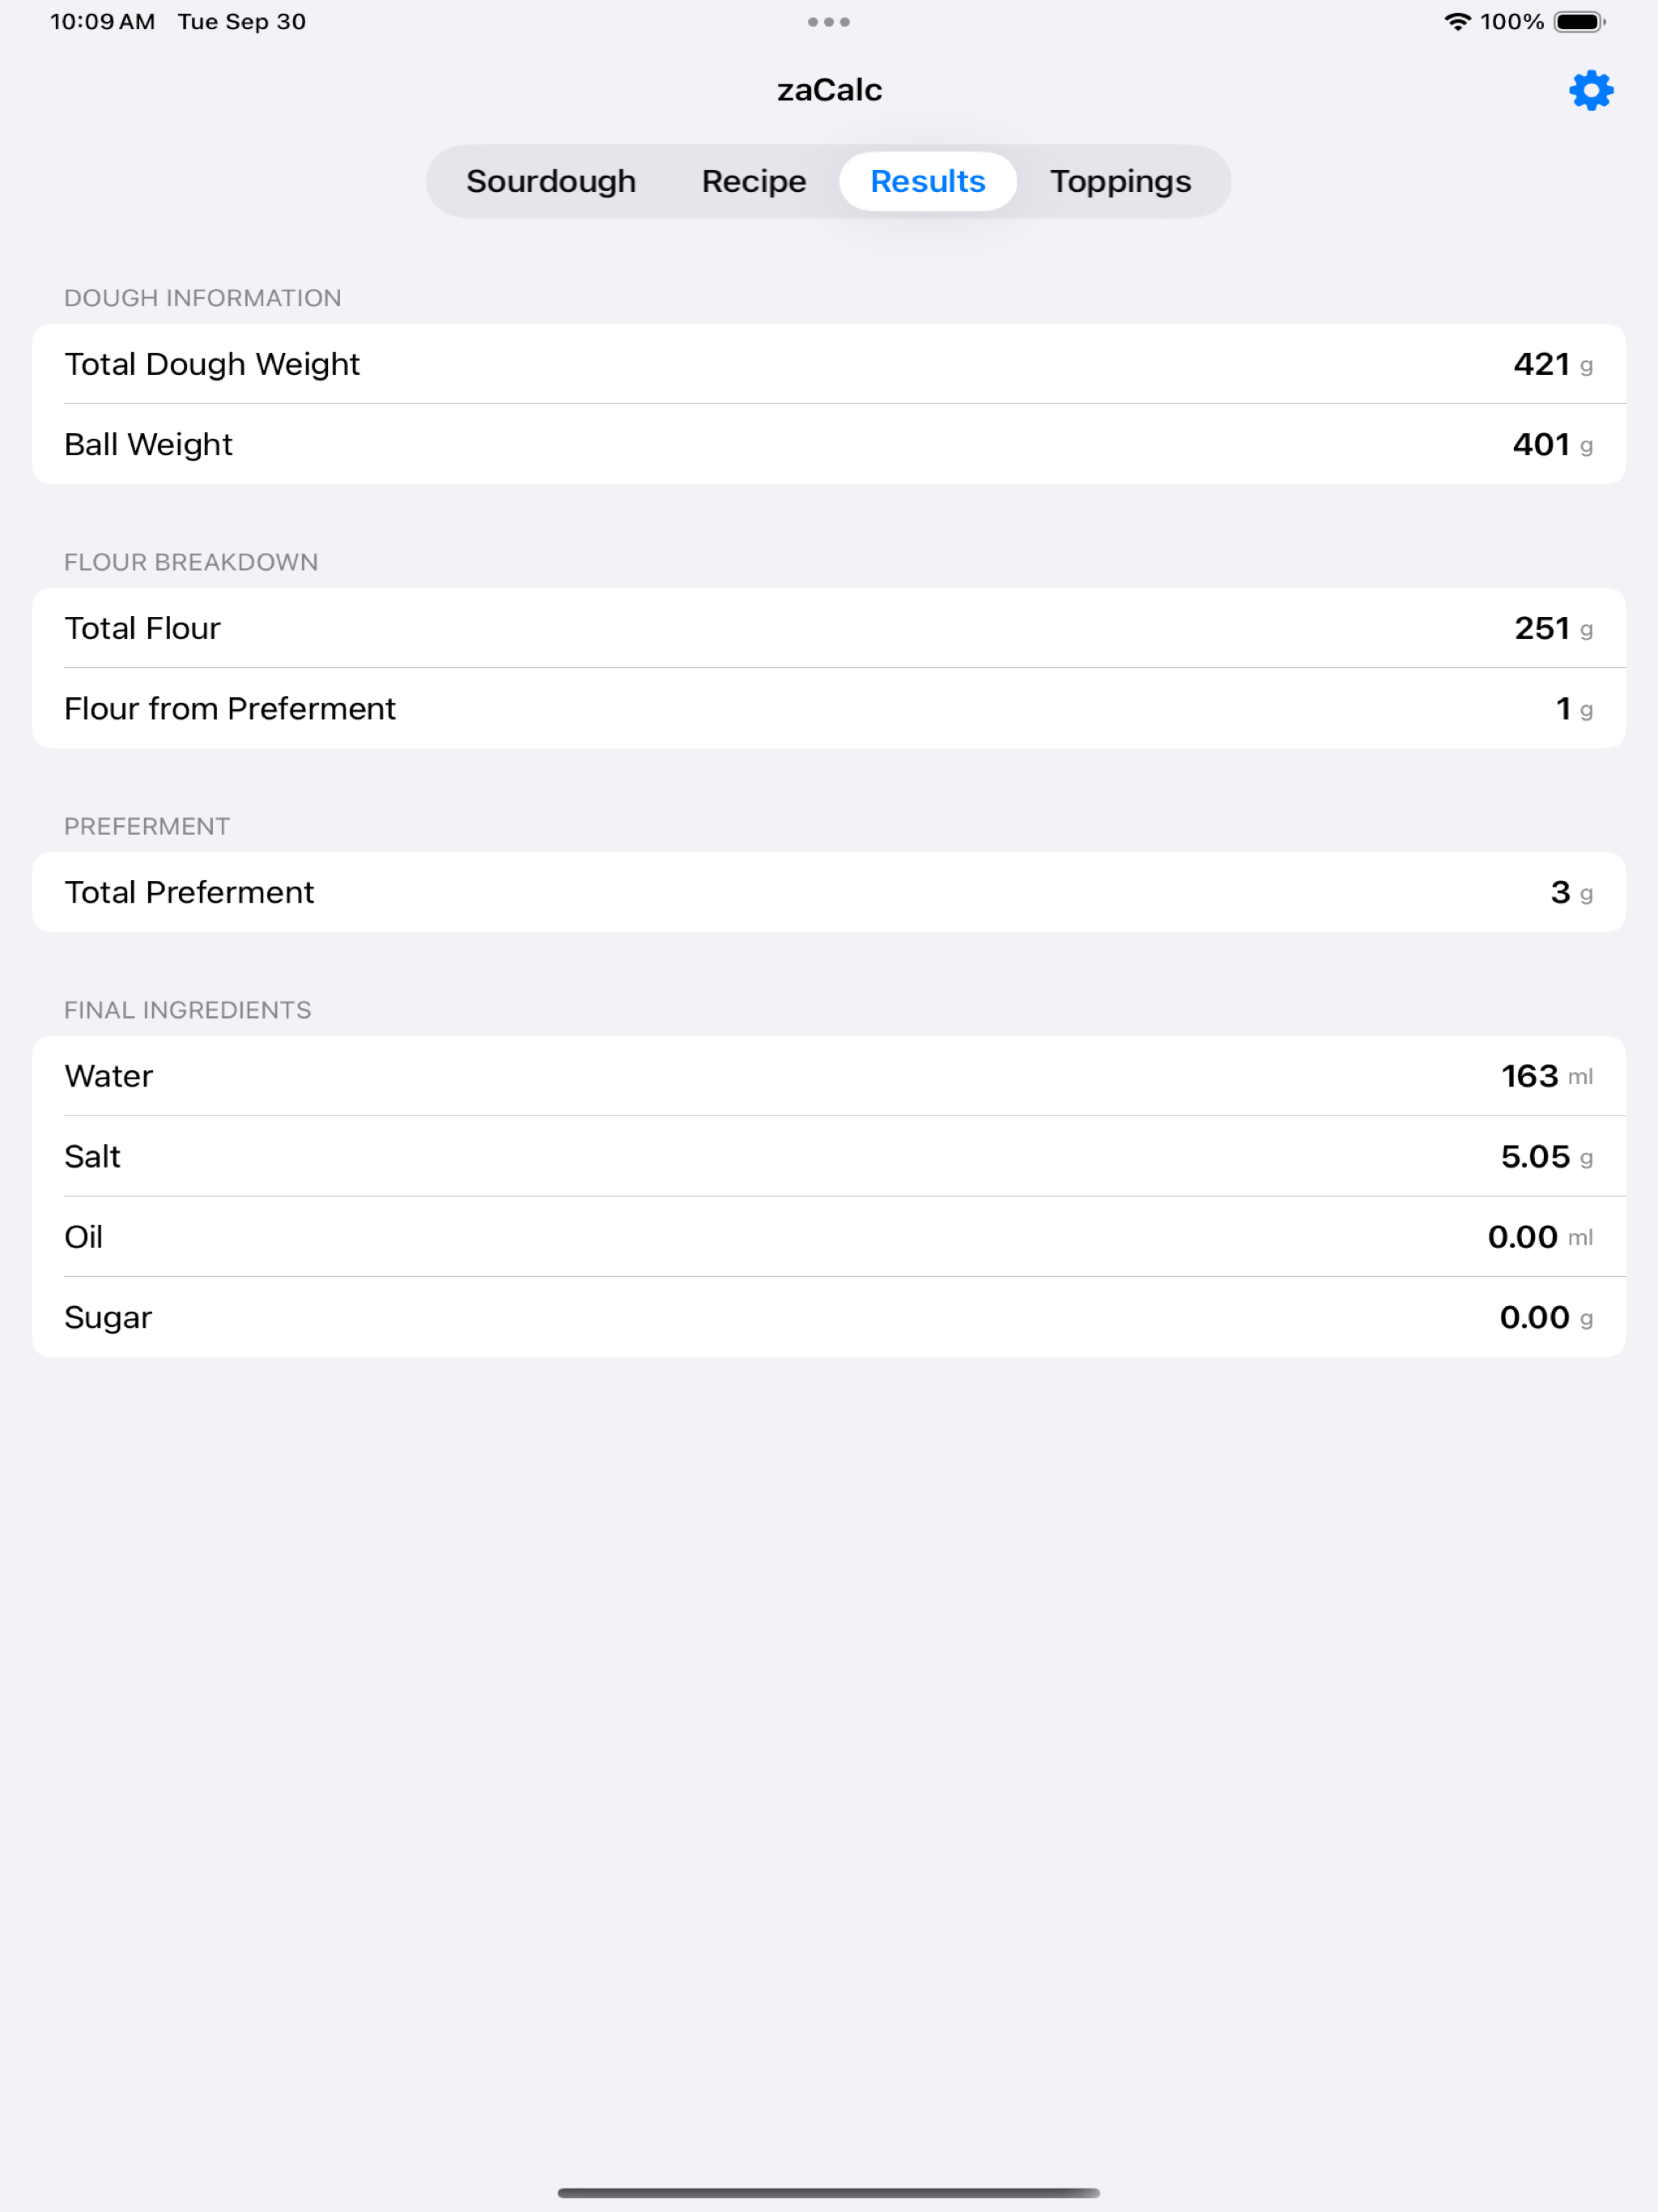 10:09 AM Tue Sep 30
100%
zaCalc
Sourdough Recipe Results Toppings
DOUGH INFORMATION
Total Dough Weight 421 g
Ball Weight 401 g
FLOUR BREAKDOWN
Total Flour 251 g
Flour from Preferment 1 g
PREFERMENT
Total Preferment 3 g
FINAL INGREDIENTS
Water 163 ml
Salt 5.05 g
Oil 0.00 ml
Sugar 0.00 g